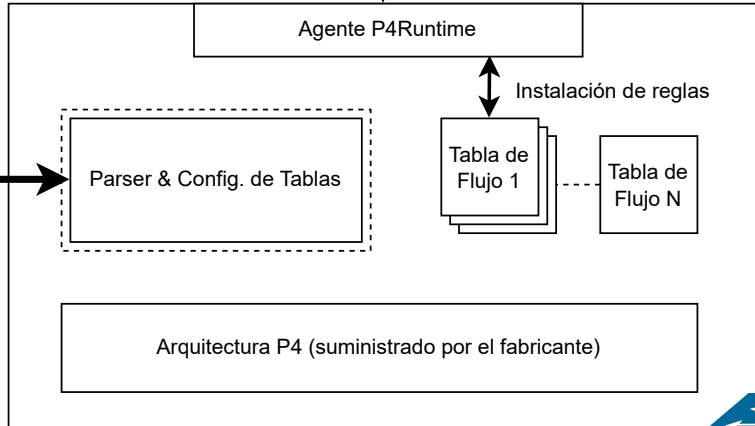 Agente P4Runtime
Instalación de reglas
Parser & Config. de Tablas
Tabla de
Flujo 1
Tabla de
Flujo N
Arquitectura P4 (suministrado por el fabricante)